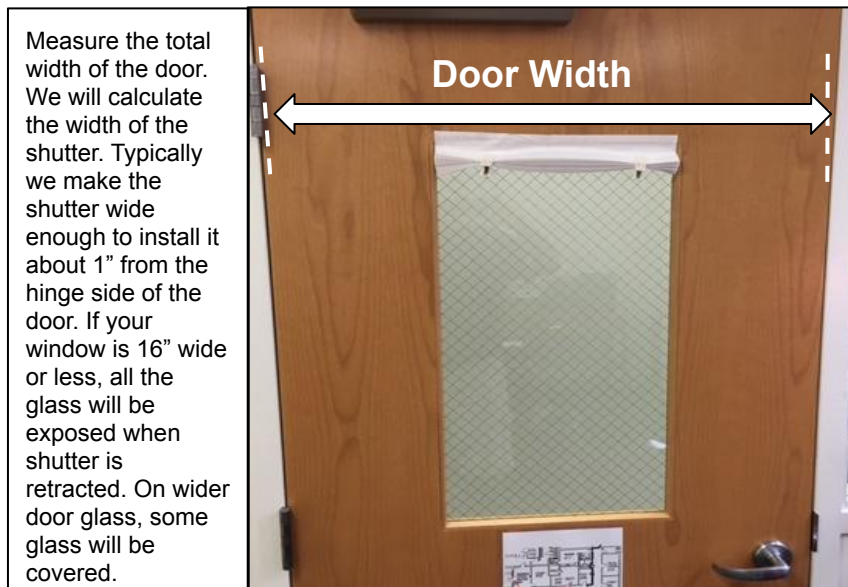 Measure the total
width of the door.
We will calculate
the width of the
shutter. Typically
we make the
shutter wide
enough to install it
about 1” from the
hinge side of the
door. If your
window is 16” wide
or less, all the
glass will be
exposed when
shutter is
retracted. On wider
door glass, some
glass will be
covered.
Door Width